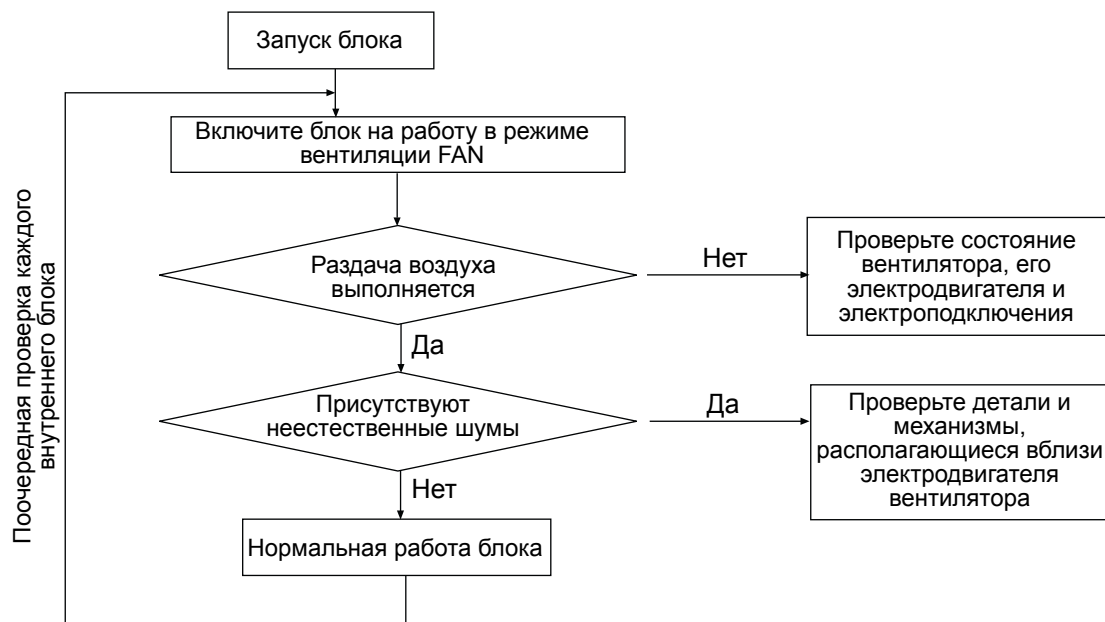 Запуск блока
Включите блок на работу в режиме
вентиляции FAN
Раздача воздуха
выполняется
Нет
Проверьте состояние
вентилятора, его
электродвигателя и
электроподключения
Да
Присутствуют
неестественные шумы
Да
Проверьте детали и
механизмы,
располагающиеся вблизи
электродвигателя
вентилятора
Нет
Нормальная работа блока
Поочередная проверка каждого
внутреннего блока